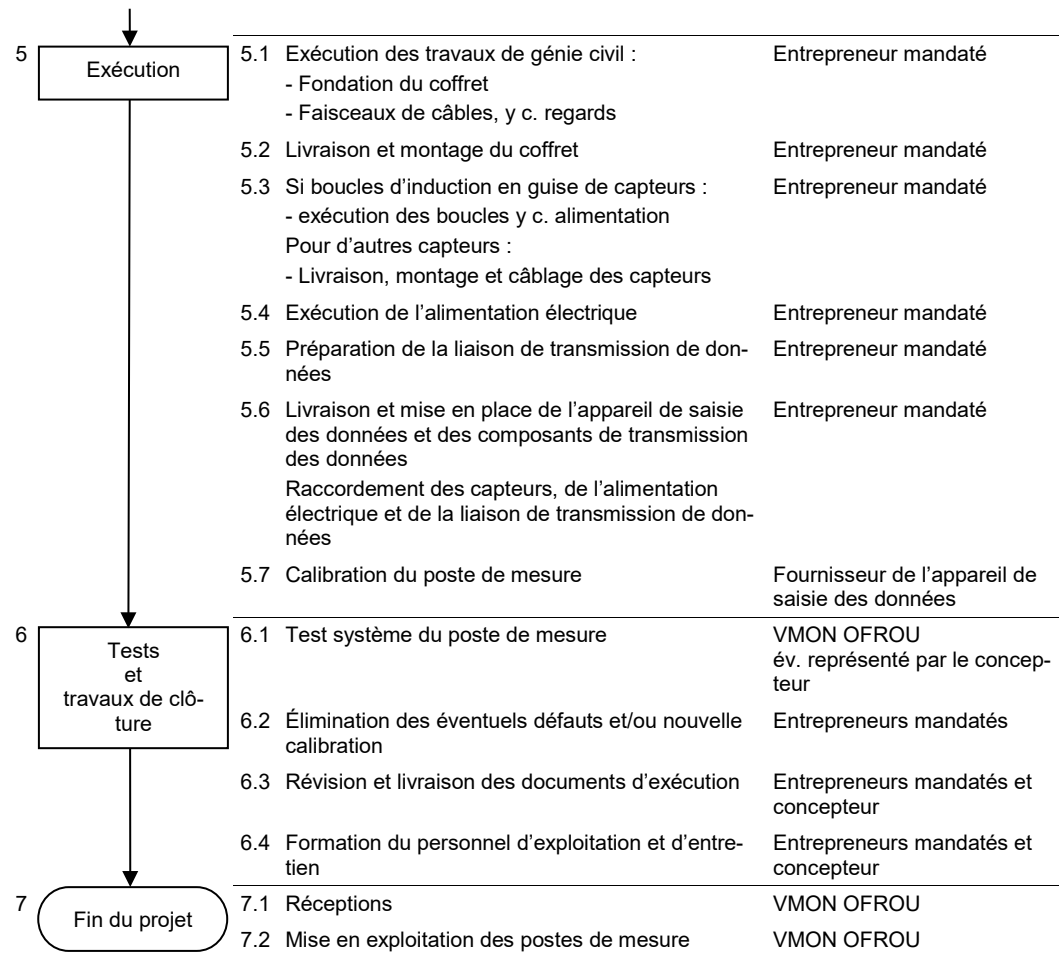 5
Exécution
5.1 Exécution des travaux de génie civil : Entrepreneur mandaté
- Fondation du coffret
- Faisceaux de câbles, y c. regards
5.2 Livraison et montage du coffret Entrepreneur mandaté
5.3 Si boucles d’induction en guise de capteurs : Entrepreneur mandaté
- exécution des boucles y c. alimentation
Pour d’autres capteurs :
- Livraison, montage et câblage des capteurs
5.4 Exécution de l’alimentation électrique Entrepreneur mandaté
5.5 Préparation de la liaison de transmission de don- Entrepreneur mandaté
nées
5.6 Livraison et mise en place de l’appareil de saisie Entrepreneur mandaté
des données et des composants de transmission
des données
Raccordement des capteurs, de l’alimentation
électrique et de la liaison de transmission de don-
nées
5.7 Calibration du poste de mesure Fournisseur de l’appareil de
saisie des données
6
Tests
et
travaux de clô-
ture
6.1 Test système du poste de mesure VMON OFROU
év. représenté par le concep-
teur
6.2 Élimination des éventuels défauts et/ou nouvelle Entrepreneurs mandatés
calibration
6.3 Révision et livraison des documents d’exécution Entrepreneurs mandatés et
concepteur
6.4 Formation du personnel d’exploitation et d’entre- Entrepreneurs mandatés et
tien concepteur
7
Fin du projet
7.1 Réceptions VMON OFROU
7.2 Mise en exploitation des postes de mesure VMON OFROU